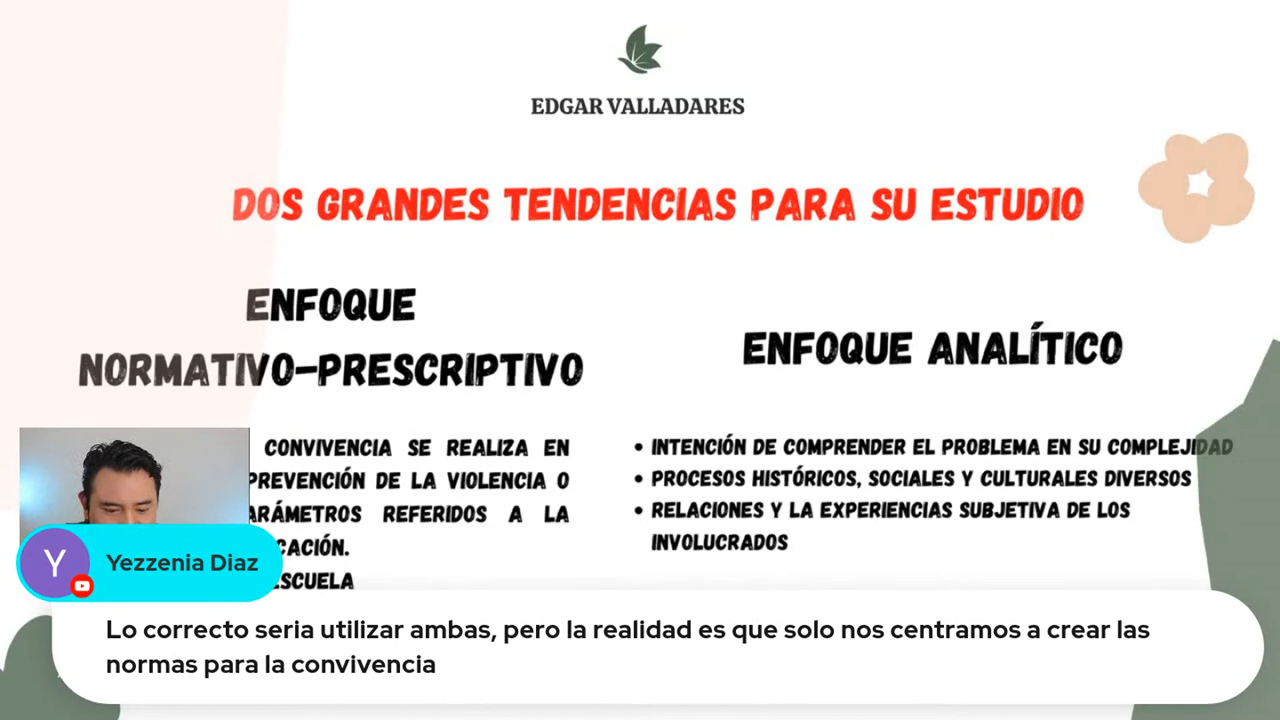 EDGAR VALLADARES
DOS GRANDES TENDENCIAS PARA SU ESTUDIO
ENFOQUE
NORMATIVO-PRESCRIPTIVO
CONVIVENCIA SE REALIZA EN
PREVENCIÓN DE LA VIOLENCIA O
REFERIDOS A LA
ENFOQUE ANALÍTICO
• INTENCIÓN DE COMPRENDER EL PROBLEMA EN SU COMPLEJIDAD
• PROCESOS HISTÓRICOS, SOCIALES Y CULTURALES DIVERSOS
• RELACIONES Y LA EXPERIENCIAS SUBJETIVA DE LOS
INVOLUCRADOS
Y
Yezzenia Diaz
Lo correcto seria utilizar ambas, pero la realidad es que solo nos centramos a crear las
normas para la convivencia